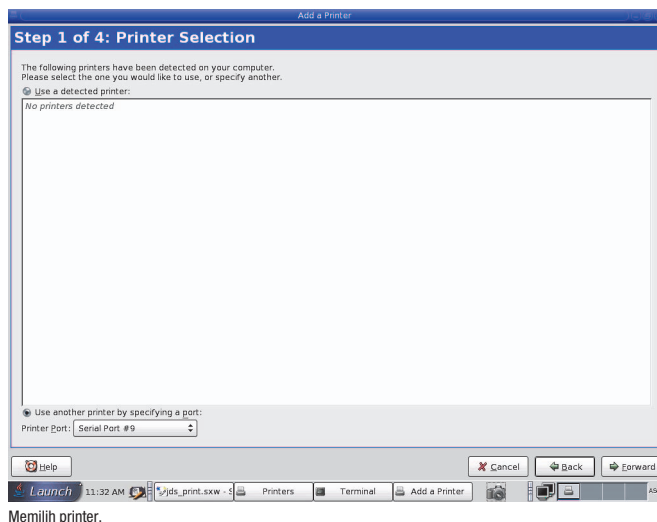 Add a Printer
Step 1 of 4: Printer Selection
The following printers have been detected on your computer.
Please select the one you would like to use, or specify another.
Use a detected printer:
No printers detected
Use another printer by specifying a port:
Printer Port: Serial Port #9
Help
Cancel
Back
Forward
Launch 11:32 AM jds_print.sxw - S Printers Terminal Add a Printer
Memilih printer.